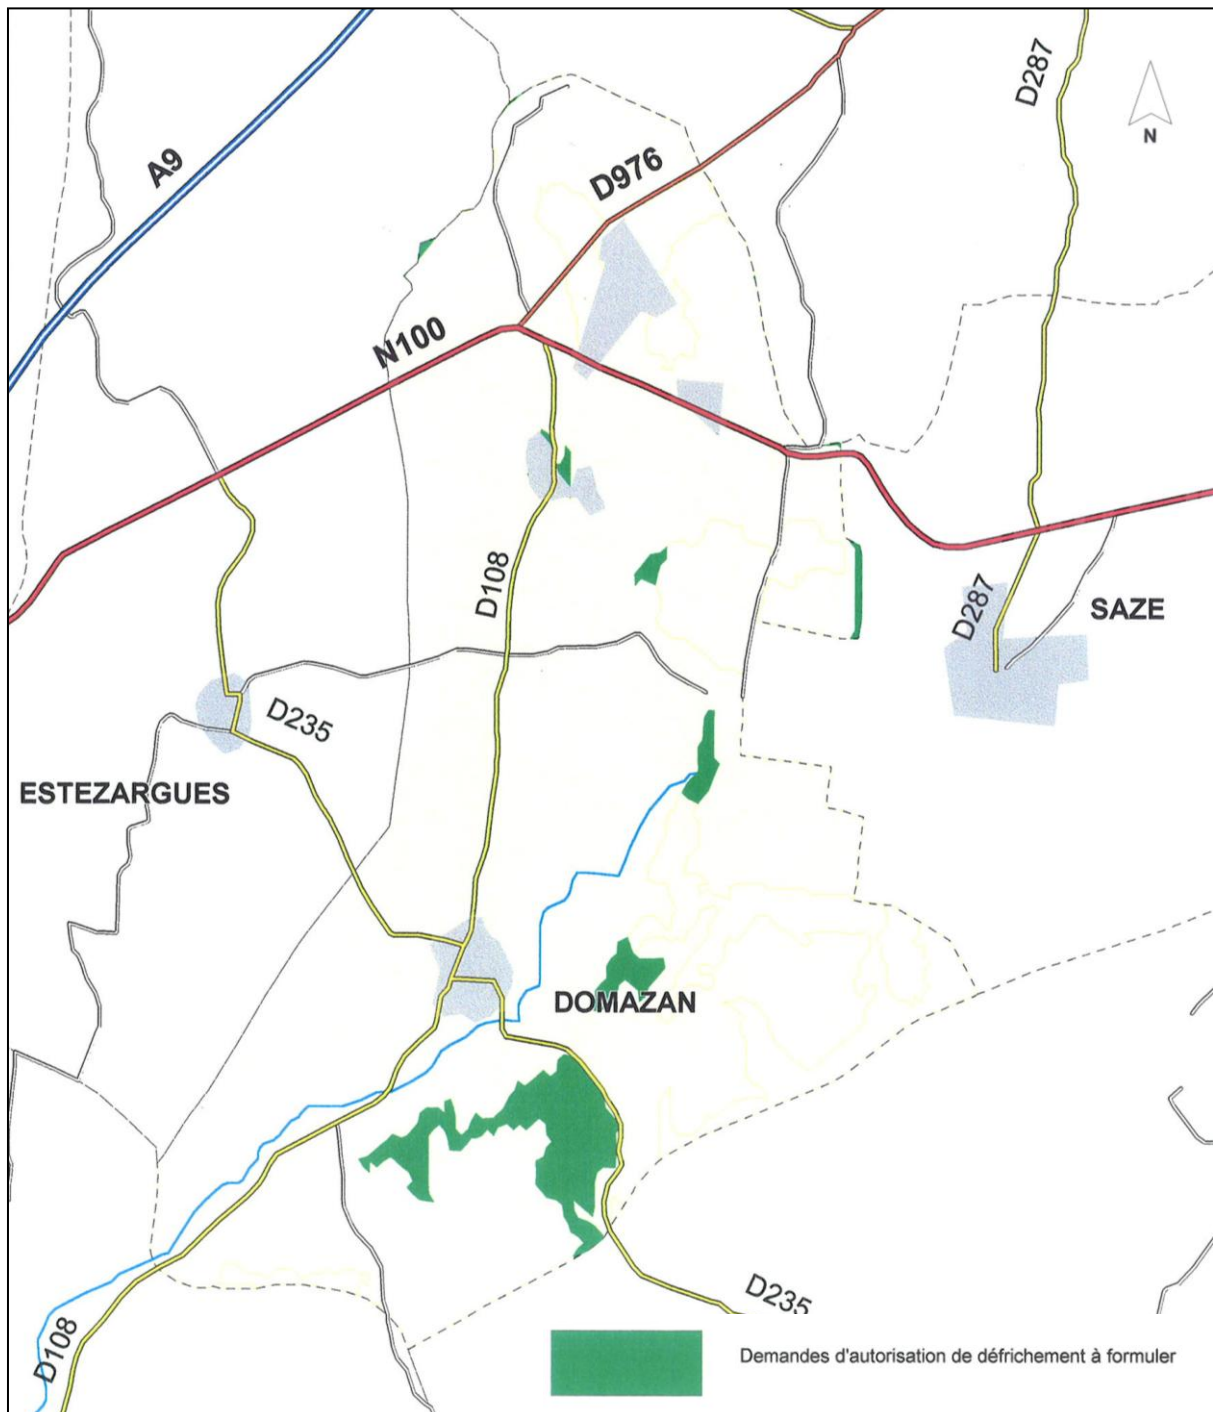 D287
A9
N
D976
N100
D108
D287
SAZE
D235
ESTEZARGUES
DOMAZAN
D235
D108
Demandes d'autorisation de défrichement à formuler